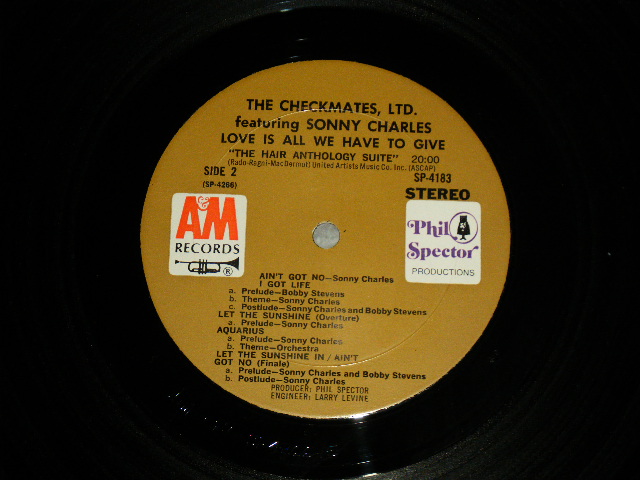 THE CHECKMATES, LTD.
featuring SONNY CHARLES
LOVE IS ALL WE HAVE TO GIVE
"THE HAIR ANTHOLOGY SUITE" 20:00
(Rado-Ragni-MacDermot) United Artists Music Co. Inc. (ASCAP)
SIDE 2
(SP-4266)
SP-4183
STEREO
A&M
RECORDS
®
Phil
Spector
PRODUCTIONS
AIN'T GOT NO—Sonny Charles
I GOT LIFE
a. Prelude—Bobby Stevens
b. Theme—Sonny Charles
c. Postlude—Sonny Charles and Bobby Stevens
LET THE SUNSHINE (Overture)
a. Prelude—Sonny Charles
AQUARIUS
a. Prelude—Sonny Charles
b. Theme—Orchestra
LET THE SUNSHINE IN / AIN'T
GOT NO (Finale)
a. Prelude—Sonny Charles and Bobby Stevens
b. Postlude—Sonny Charles
PRODUCER: PHIL SPECTOR
ENGINEER: LARRY LEVINE